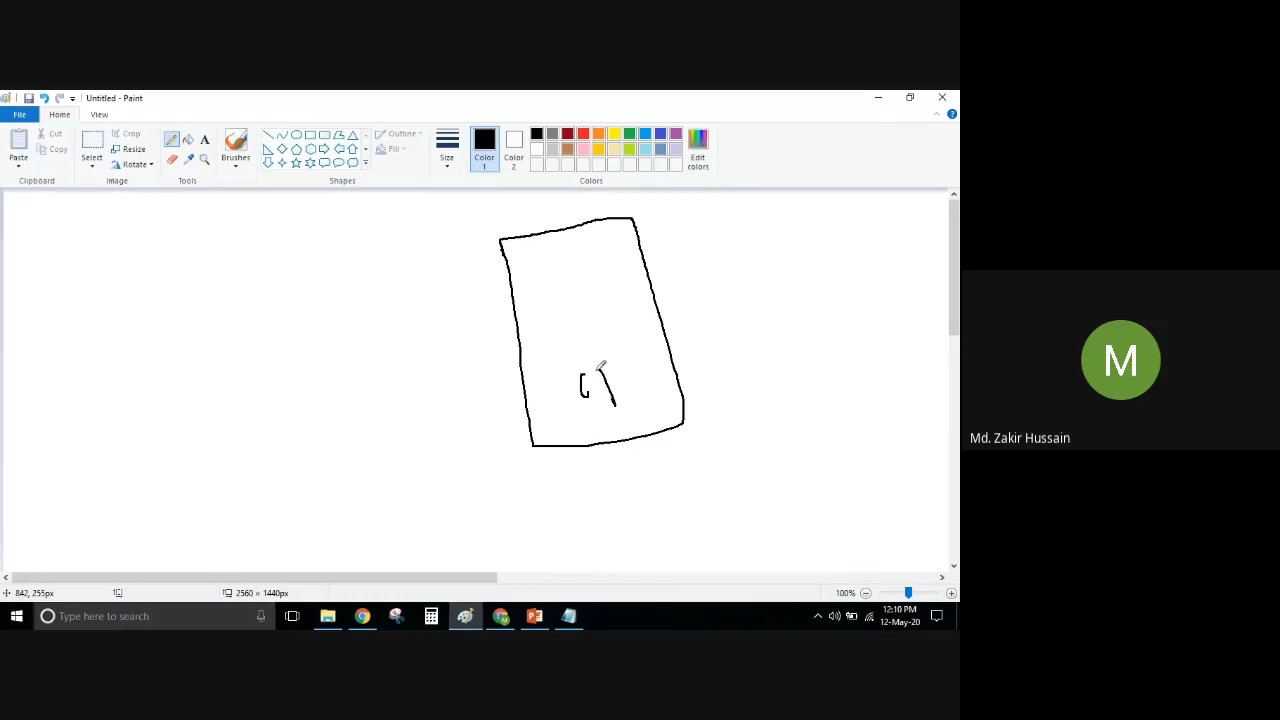 Untitled - Paint
File
Home
View
Paste
Cut
Copy
Clipboard
Select
Crop
Resize
Rotate
Image
Tools
Brushes
Outline
Fill
Shapes
Size
Color
1
Color
2
Edit
colors
Colors
842, 255px
2560 × 1440px
100%
Type here to search
12:10 PM
12-May-20
M
Md. Zakir Hussain